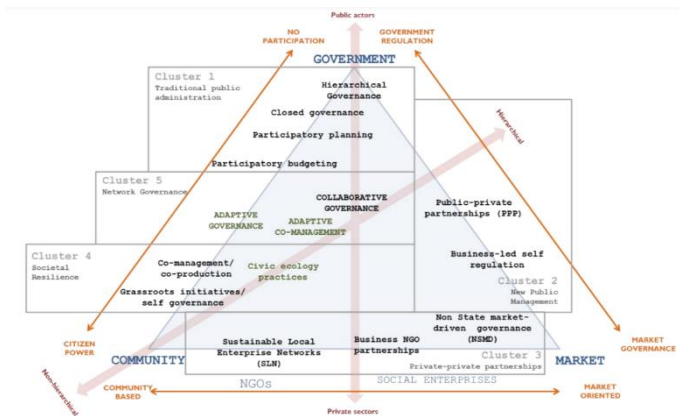 Public actors
NO
PARTICIPATION
GOVERNMENT
REGULATION
GOVERNMENT
Cluster 1
Traditional public
administration
Hierarchical
Governance
Closed governance
Participatory planning
Participatory budgeting
Hierarchical
Cluster 5
Network Governance
COLLABORATIVE
GOVERNANCE
ADAPTIVE
GOVERNANCE
ADAPTIVE
CO-MANAGEMENT
Public-private
partnerships (PPP)
Cluster 4
Societal
Resilience
Co-management/
co-production
Civic ecology
practices
Grassroots initiatives/
self governance
Business-led self
regulation
Cluster 2
New Public
Management
Non State market-
driven governance
(NSMD)
Sustainable Local
Enterprise Networks
(SLN)
Business NGO
partnerships
Cluster 3
Private-private partnerships
CITIZEN
POWER
COMMUNITY
MARKET
MARKET
GOVERNANCE
Non-hierarchical
COMMUNITY
BASED
NGOs
SOCIAL ENTERPRISES
MARKET
ORIENTED
Private sectors